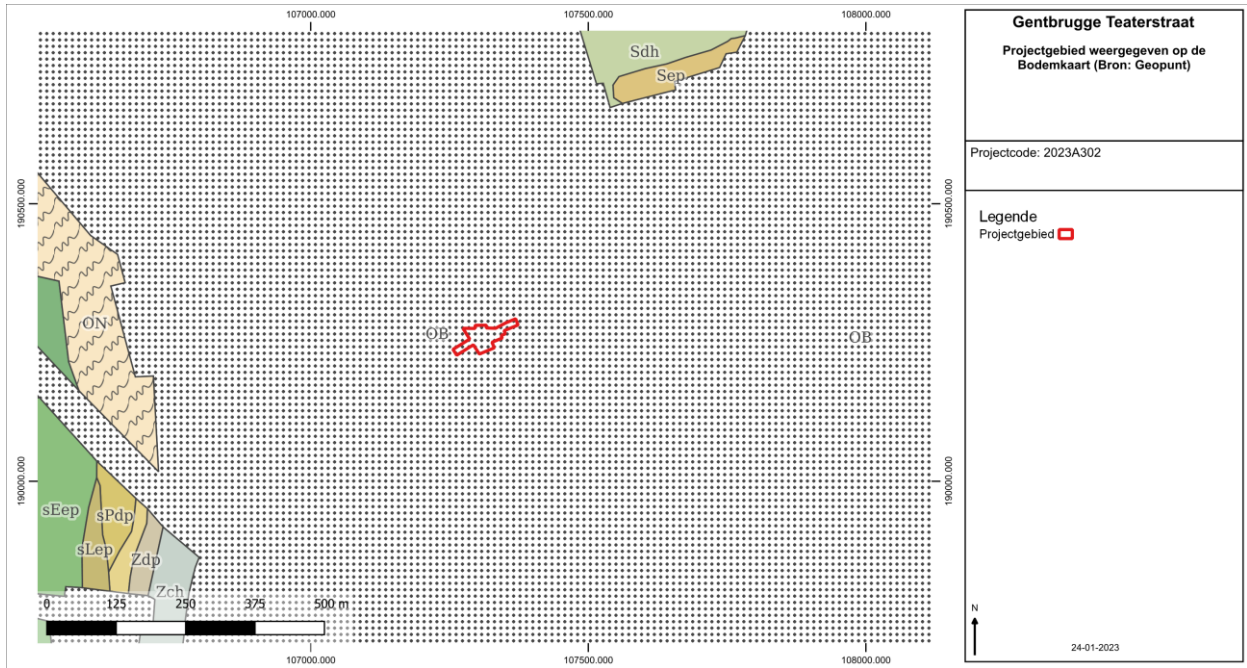 107000.000
107500.000
108000.000
Gentbrugge Teaterstraat
Projectgebied weergegeven op de
Bodemkaart (Bron: Geopunt)
Projectcode: 2023A302
Legende
Projectgebied
Sdh
Sep
190500.000
190500.000
ON
OB
OB
190000.000
190000.000
sEep
sPdp
sLep
Zdp
Zch
0
125
250
375
500 m
N
24-01-2023
107000.000
107500.000
108000.000